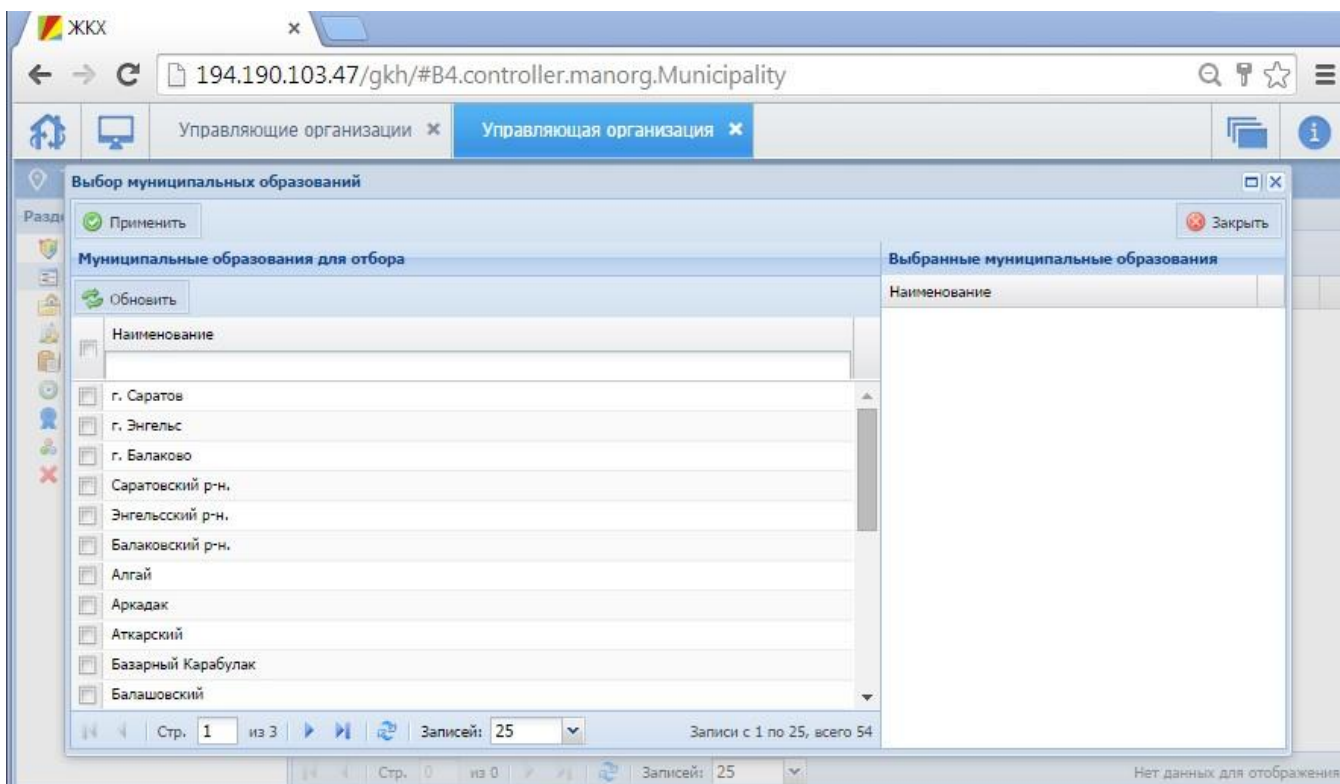 ЖКХ
194.190.103.47/gkh/#B4.controller.manorg.Municipality
Управляющие организации
Управляющая организация
Выбор муниципальных образований
Разд
Применить
Закрыть
Муниципальные образования для отбора
Выбранные муниципальные образования
Обновить
Наименование
Наименование
г. Саратов
г. Энгельс
г. Балаково
Саратовский р-н.
Энгельсский р-н.
Балаковский р-н.
Алгай
Аркадак
Аткарский
Базарный Карабулак
Балашовский
Стр. 1 из 3 Записей: 25 Записи с 1 по 25, всего 54
Стр. 0 из 0 Записей: 25 Нет данных для отображения